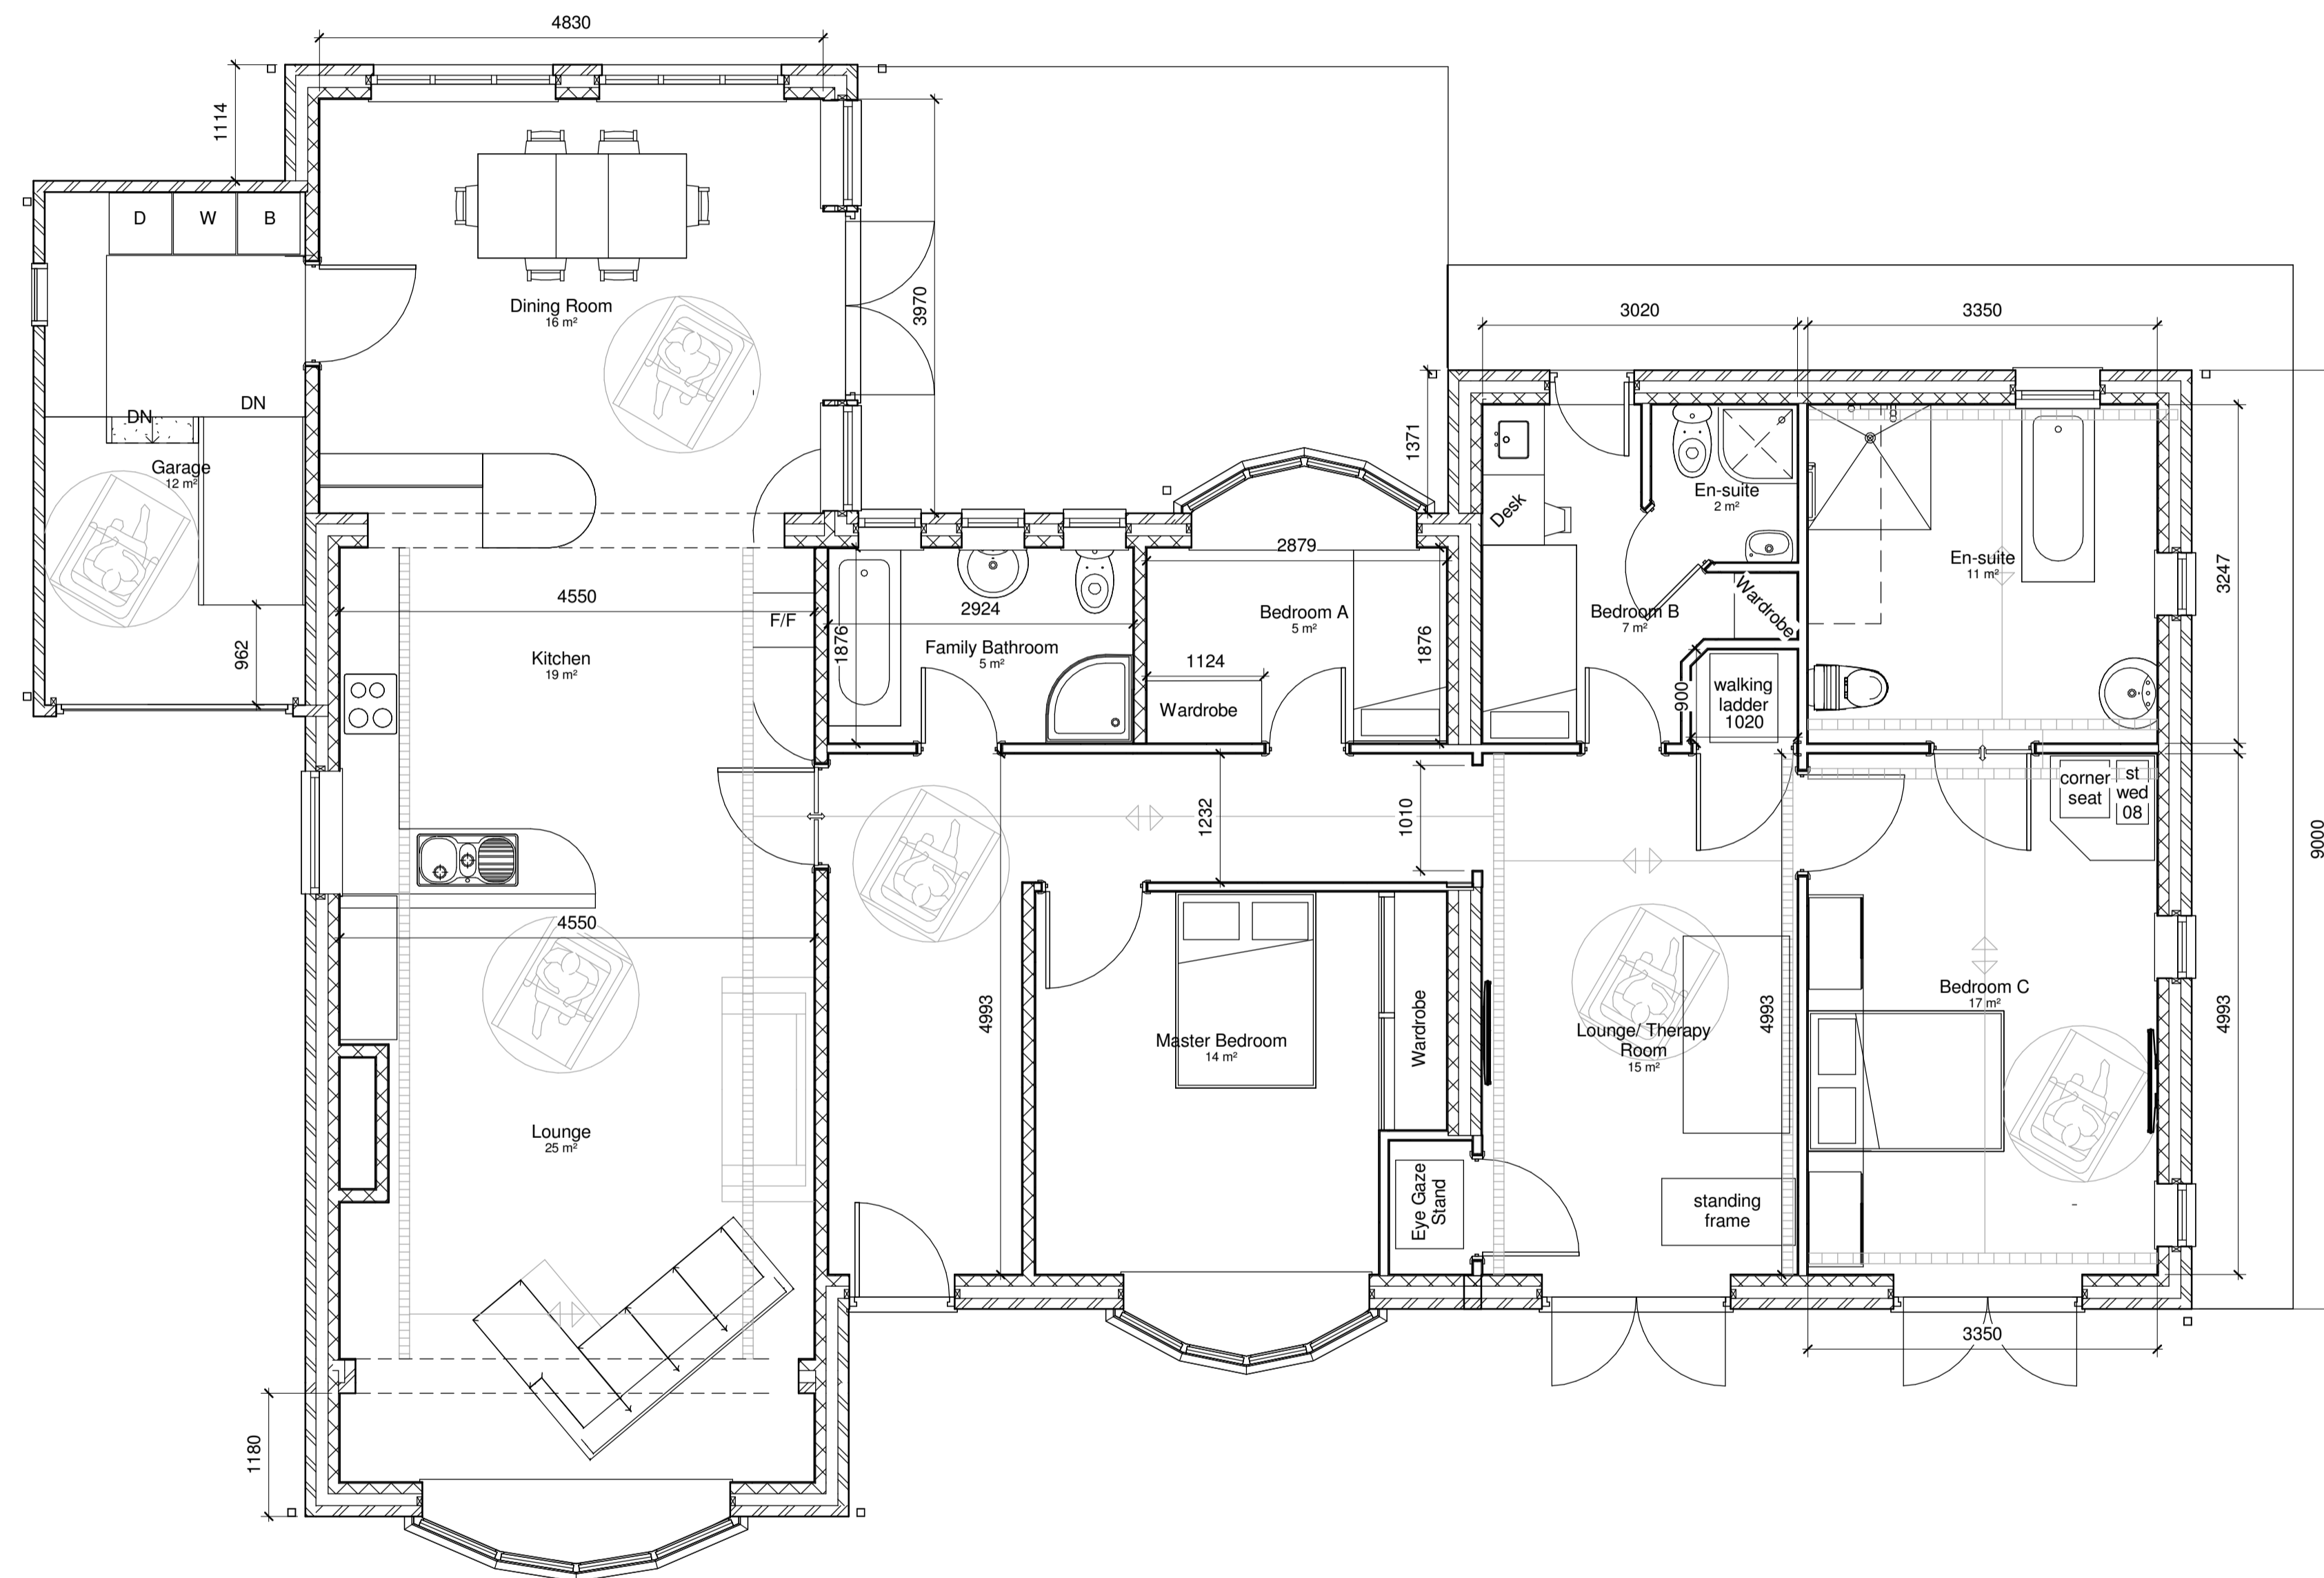 4830
1114
D
W
B
Dining Room
16 m²
3970
3020
3350
DN
DN
Garage
12 m²
1371
Desk
En-suite
2 m²
En-suite
11 m²
3247
962
4550
F/F
1876
2924
Family Bathroom
5 m²
2879
Bedroom A
5 m²
1124
Wardrobe
1876
Bedroom B
7 m²
Wardrobe
900
walking
ladder
1020
Kitchen
19 m²
1232
1010
corner
seat
st
wed
08
9000
4550
4993
Master Bedroom
14 m²
Wardrobe
Lounge/ Therapy
Room
15 m²
4993
Bedroom C
17 m²
4993
Lounge
25 m²
Eye Gaze
Stand
standing
frame
3350
1180